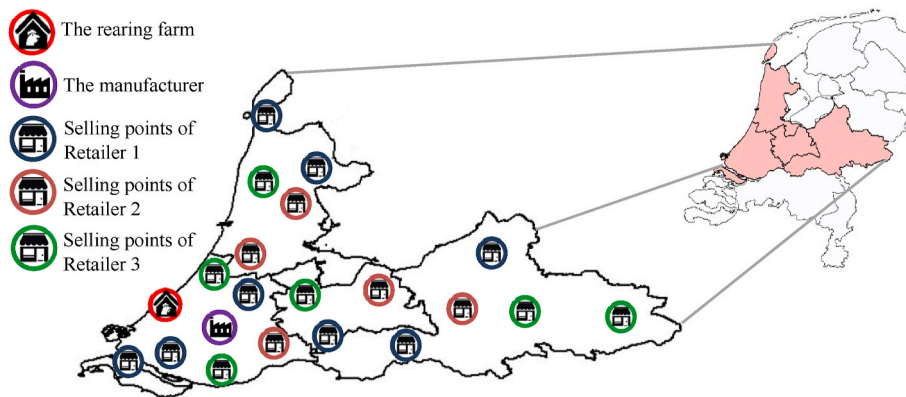 The rearing farm
The manufacturer
Selling points of
Retailer 1
Selling points of
Retailer 2
Selling points of
Retailer 3